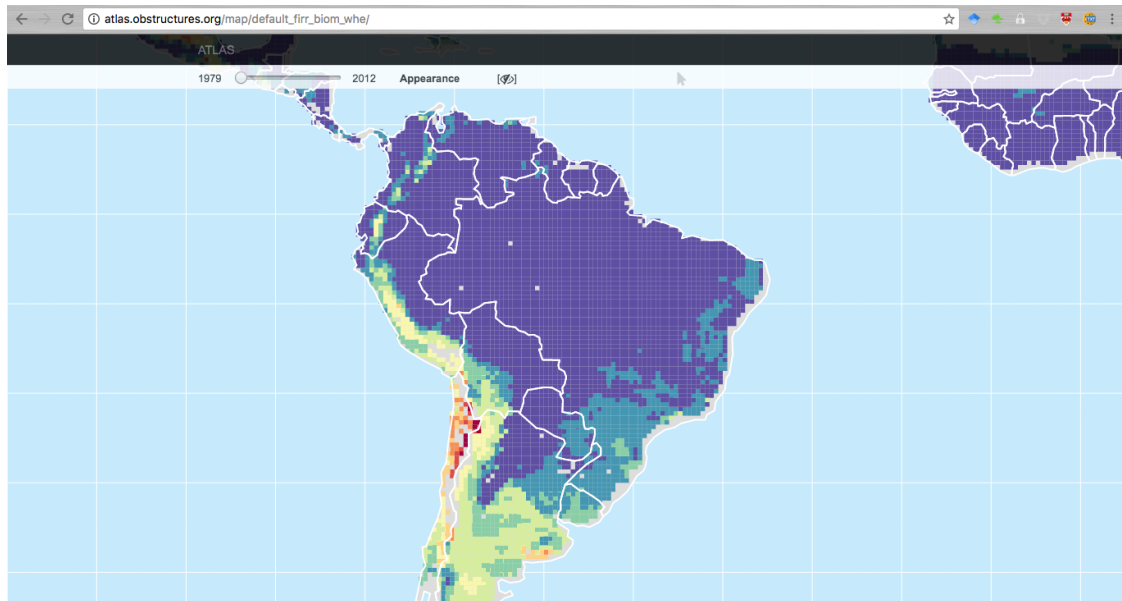 atlas.obstructures.org/map/default_firr_biom_whe/
ATLAS
1979 2012 Appearance